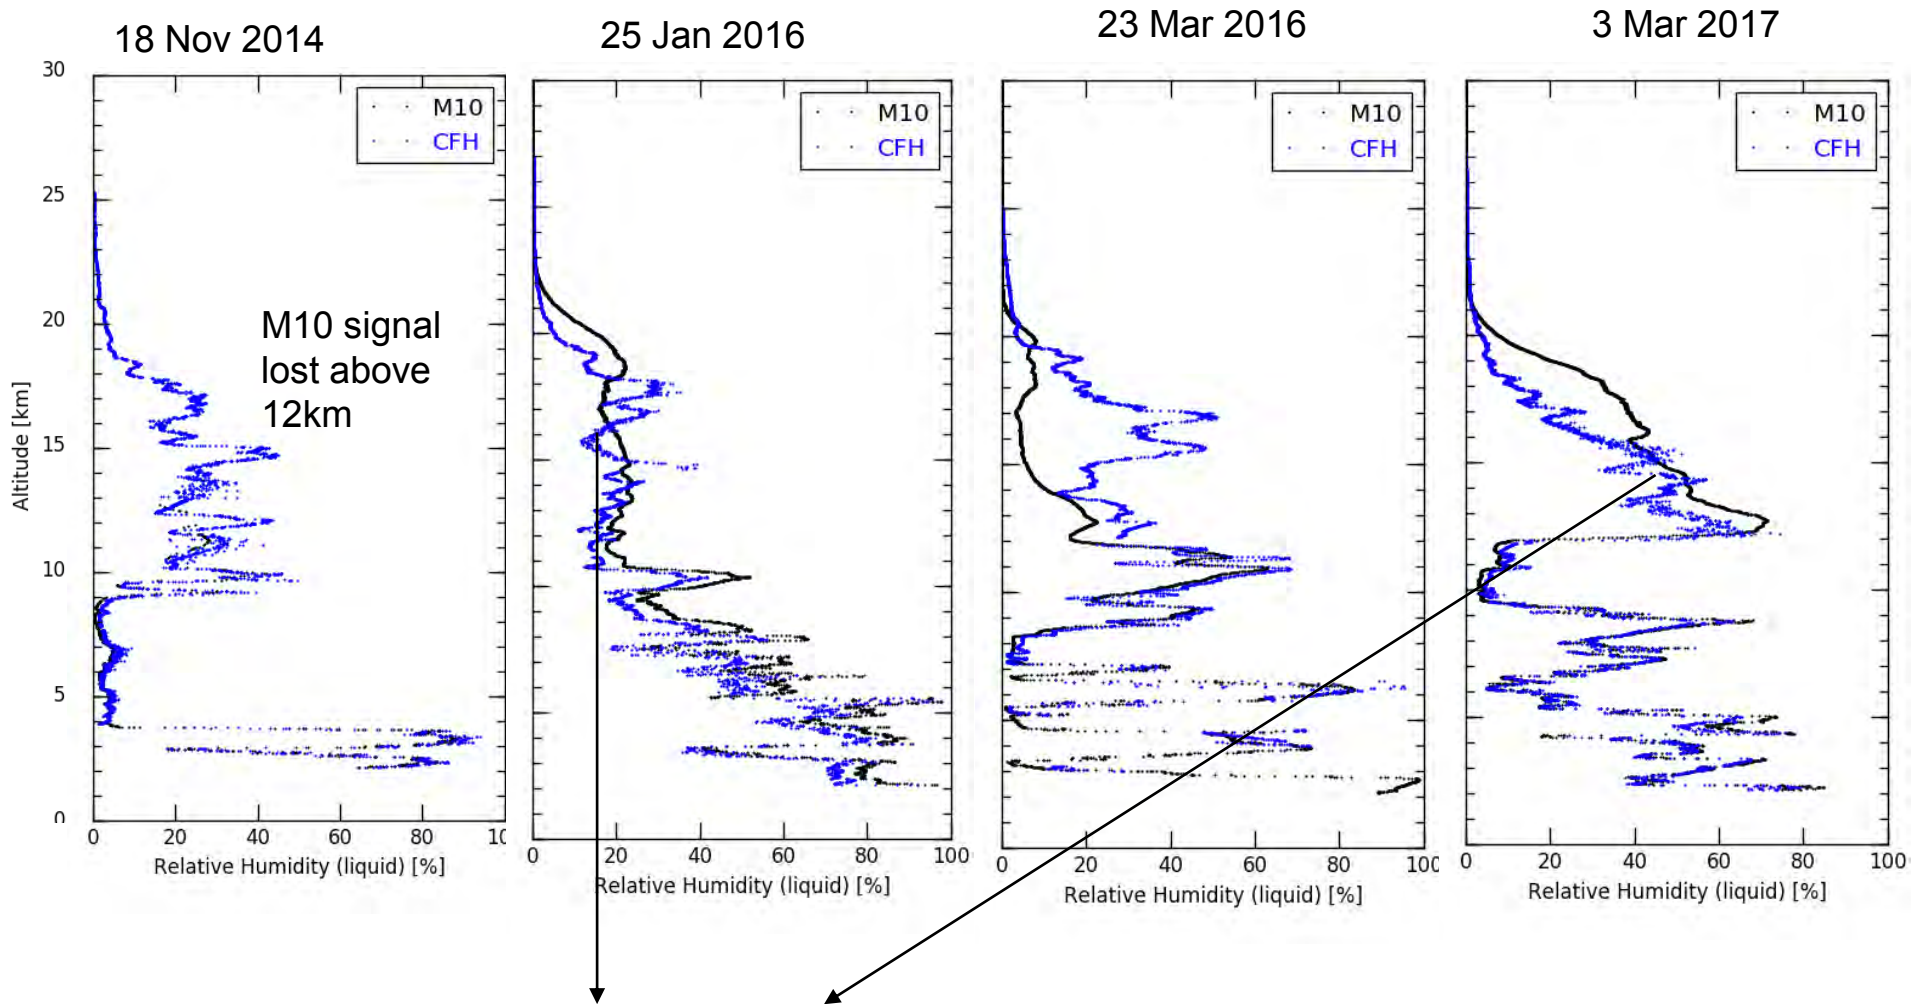 18 Nov 2014
25 Jan 2016
23 Mar 2016
3 Mar 2017
30
25
20
15
10
5
0
Altitude [km]
M10
CFH
M10 signal
lost above
12km
0 20 40 60 80 10
Relative Humidity (liquid) [%]
M10
CFH
0 20 40 60 80 100
Relative Humidity (liquid) [%]
M10
CFH
0 20 40 60 80 100
Relative Humidity (liquid) [%]
M10
CFH
0 20 40 60 80 100
Relative Humidity (liquid) [%]